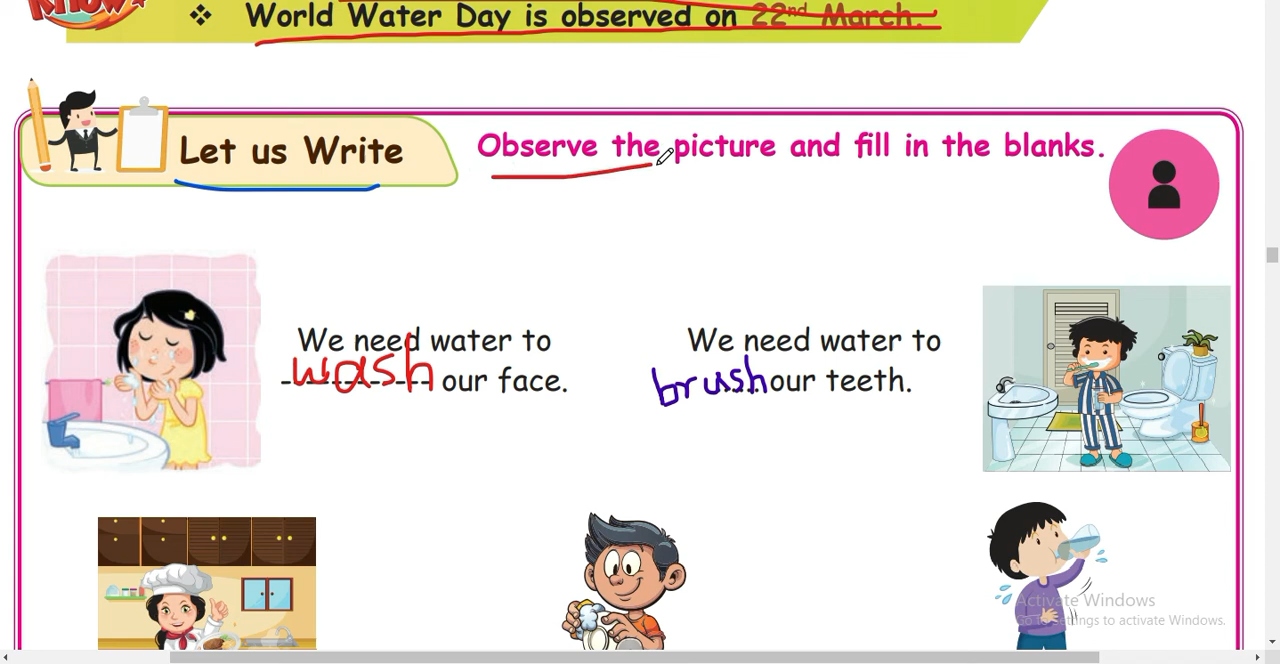 Know
❖ World Water Day is observed on 22nd March.
Let us Write
Observe the picture and fill in the blanks.
We need water to
wash our face.
We need water to
brush our teeth.
Activate Windows
Go to Settings to activate Windows.